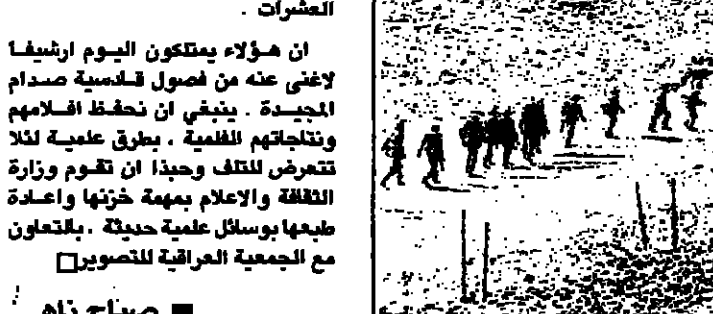 العشرات .
ان هؤلاء يمتلكون اليوم ارشيفا
لاغنى عنه من فصول قادسية صدام
المجيدة . ينبغي ان نحفظ افلامهم
ونتاجاتهم الفلمية ، بطرق علمية لئلا
تتعرض للتلف وحبذا ان تقوم وزارة
الثقافة والاعلام بمهمة خزنها واعادة
طبعها بوسائل علمية حديثة ، بالتعاون
مع الجمعية العراقية للتصوير
صباح